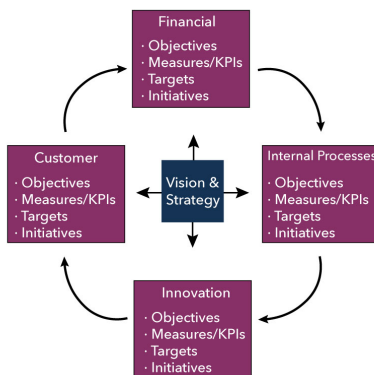 Financial
· Objectives
· Measures/KPIs
· Targets
· Initiatives
Customer
· Objectives
· Measures/KPIs
· Targets
· Initiatives
Vision &
Strategy
Internal Processes
· Objectives
· Measures/KPIs
· Targets
· Initiatives
Innovation
· Objectives
· Measures/KPIs
· Targets
· Initiatives